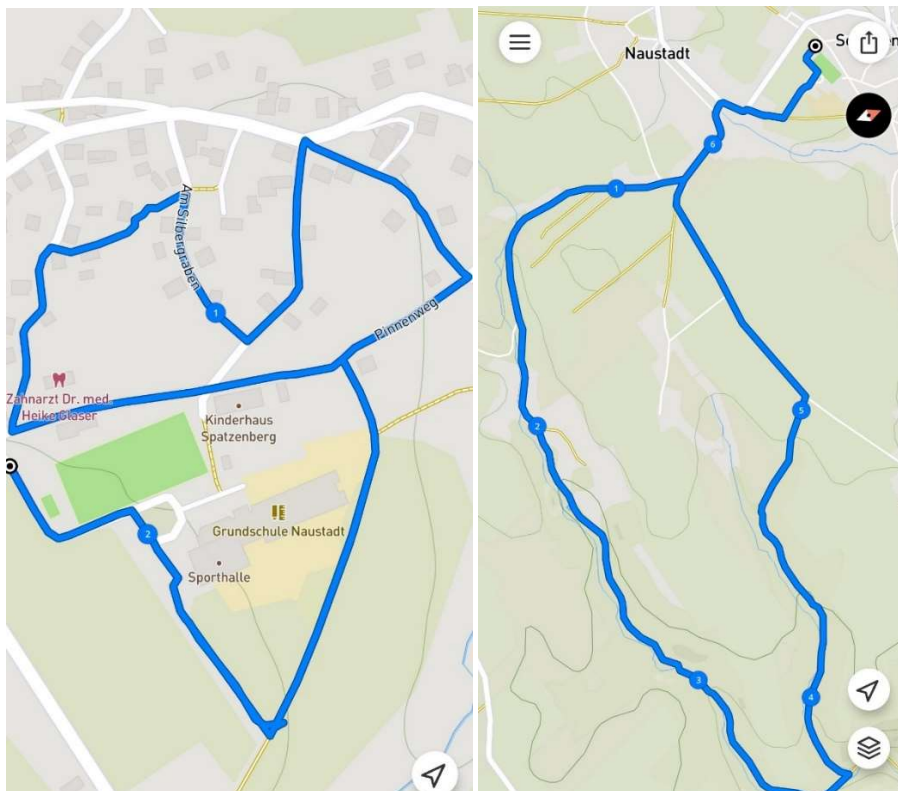 Am Silbergraben
1
Pinnenweg
Zahnarzt Dr. med.
Heike Glaser
Kinderhaus
Spatzenberg
Grundschule Naustadt
2
Sporthalle
Naustadt
6
1
2
5
3
4